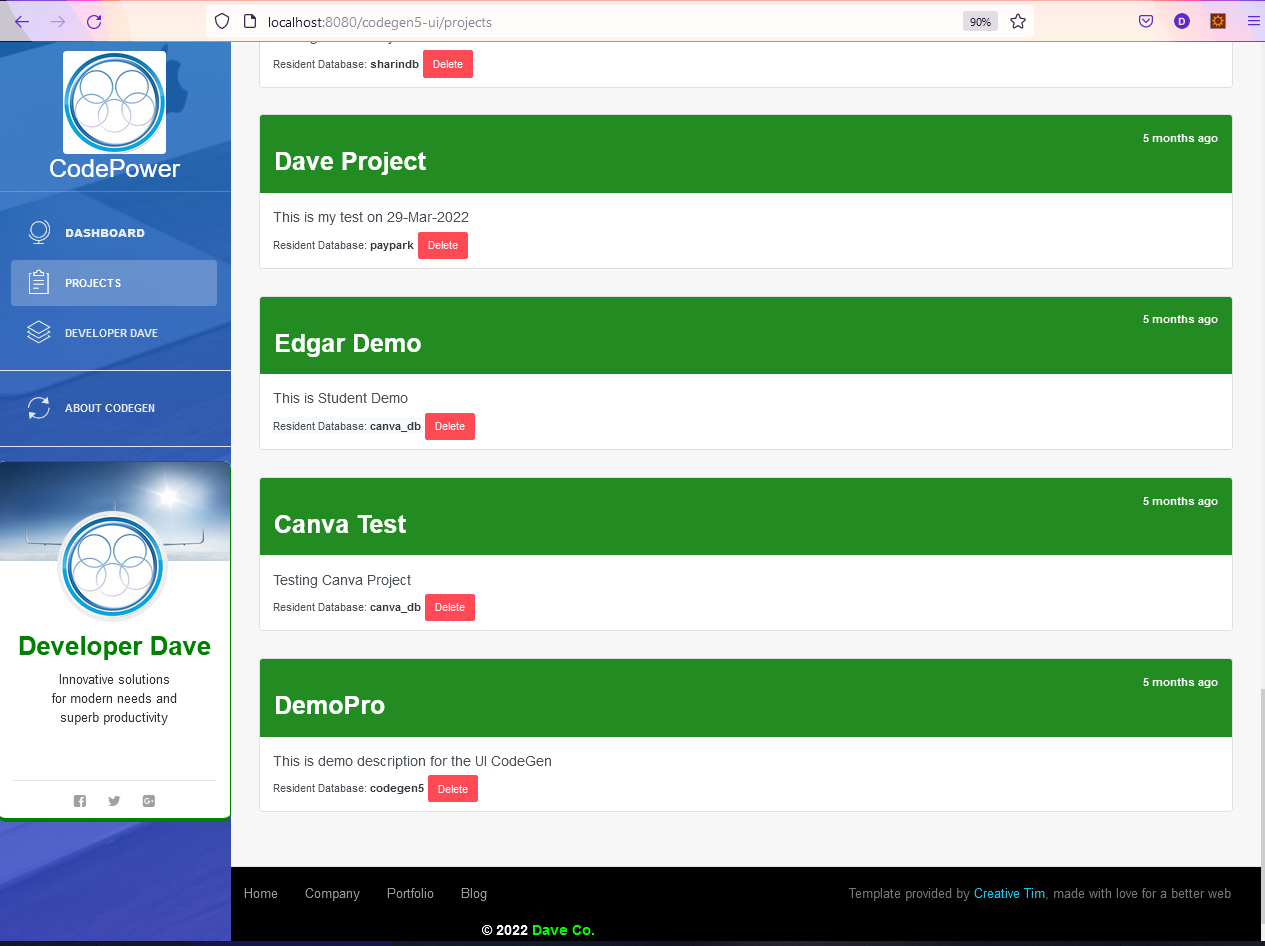 localhost:8080/codegen5-ui/projects
90%
D
CodePower
DASHBOARD
PROJECTS
DEVELOPER DAVE
ABOUT CODEGEN
Developer Dave
Innovative solutions
for modern needs and
superb productivity
Resident Database: sharindb Delete
5 months ago
Dave Project
This is my test on 29-Mar-2022
Resident Database: paypark Delete
5 months ago
Edgar Demo
This is Student Demo
Resident Database: canva_db Delete
5 months ago
Canva Test
Testing Canva Project
Resident Database: canva_db Delete
5 months ago
DemoPro
This is demo description for the UI CodeGen
Resident Database: codegen5 Delete
Home Company Portfolio Blog
Template provided by Creative Tim, made with love for a better web
© 2022 Dave Co.